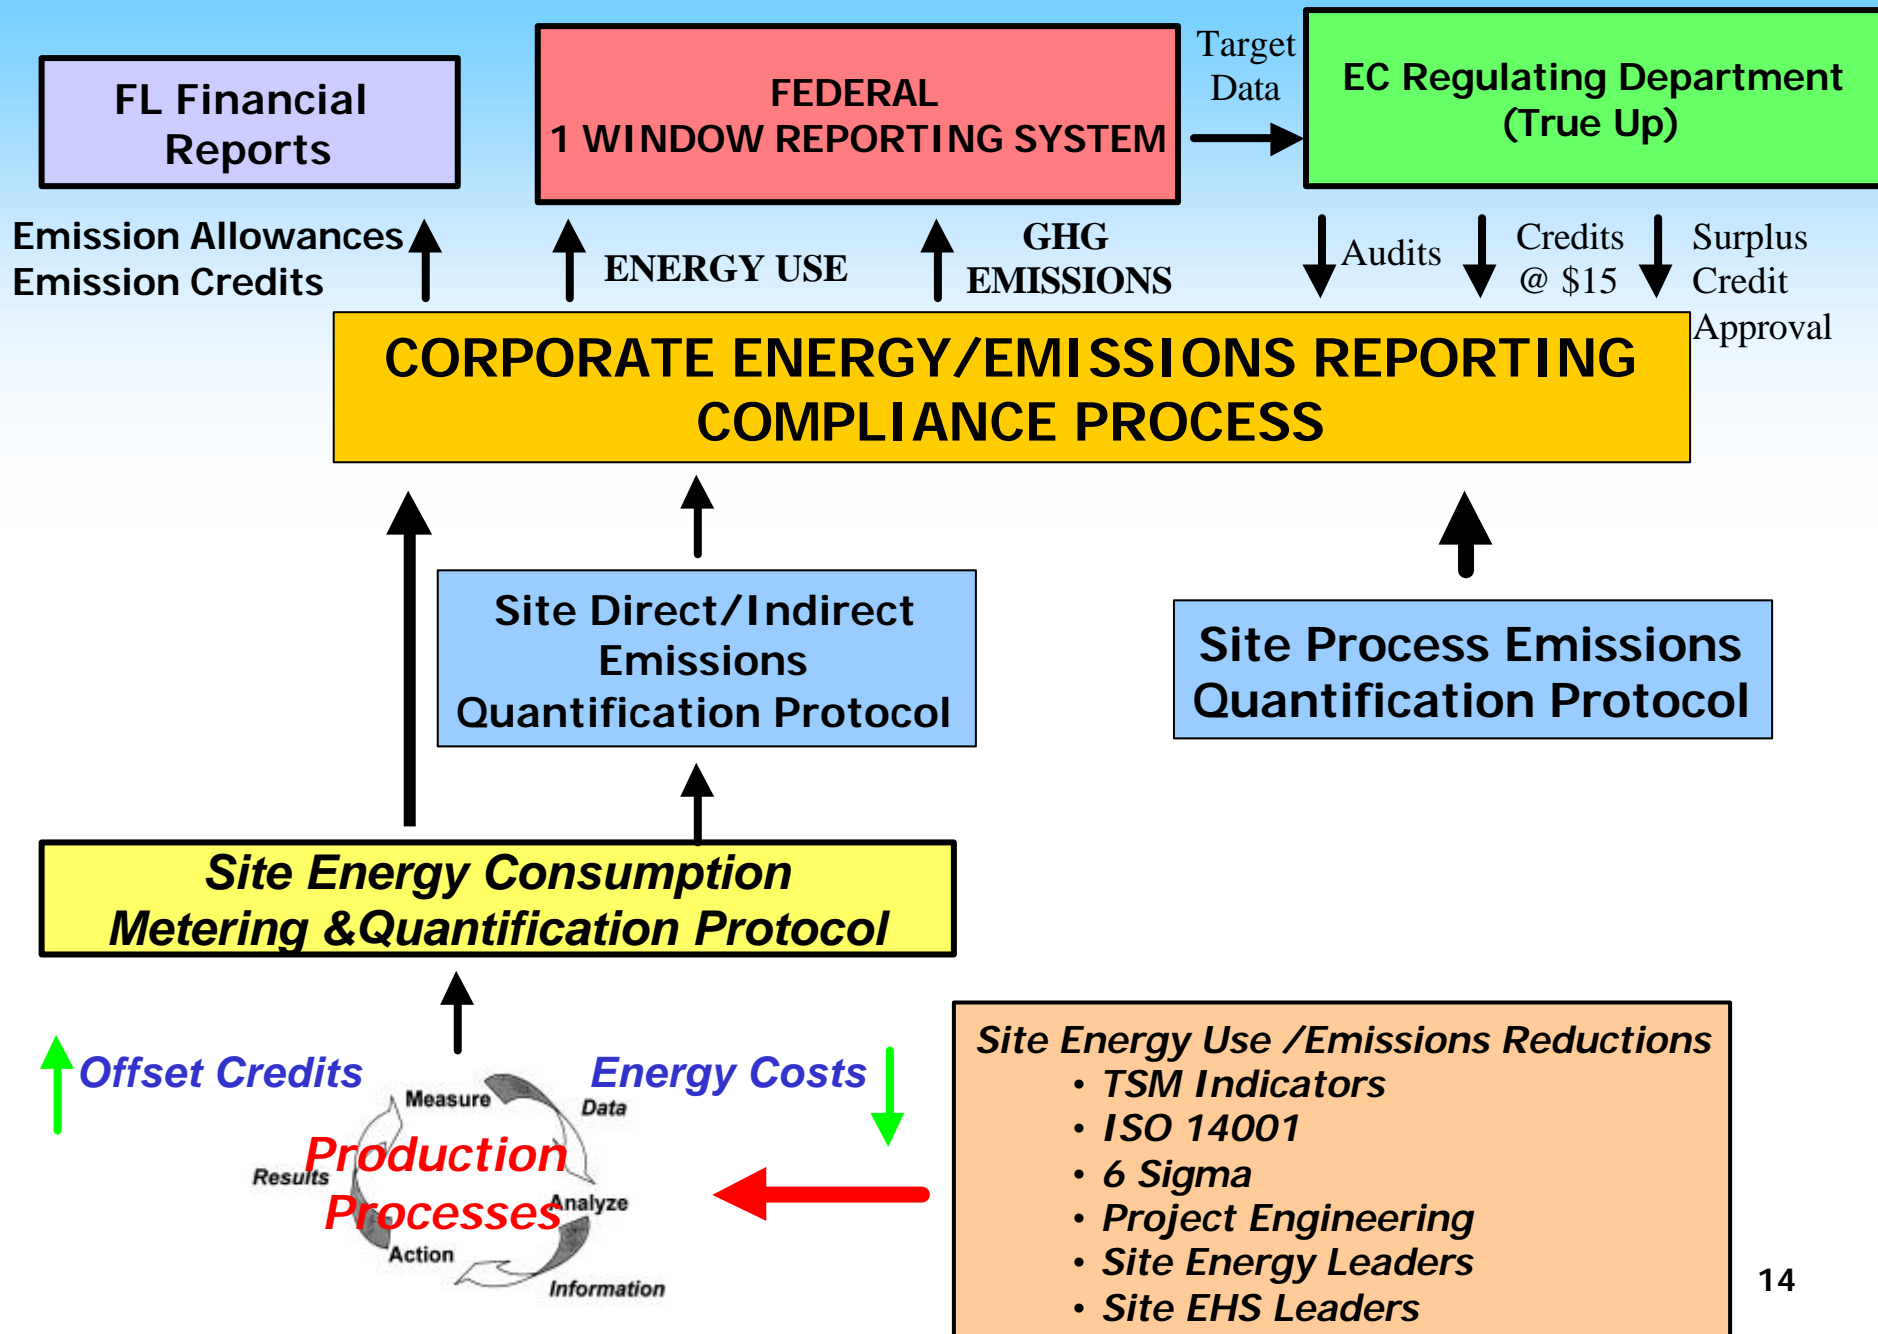 FL Financial
Reports
FEDERAL
1 WINDOW REPORTING SYSTEM
Target
Data
EC Regulating Department
(True Up)
Emission Allowances
Emission Credits
ENERGY USE
GHG
EMISSIONS
Audits
Credits
@ $15
Surplus
Credit
Approval
CORPORATE ENERGY/EMISSIONS REPORTING
COMPLIANCE PROCESS
Site Direct/Indirect
Emissions
Quantification Protocol
Site Process Emissions
Quantification Protocol
Site Energy Consumption
Metering &Quantification Protocol
Offset Credits
Energy Costs
Measure
Data
Production
Processes
Results
Analyze
Action
Information
Site Energy Use /Emissions Reductions
• TSM Indicators
• ISO 14001
• 6 Sigma
• Project Engineering
• Site Energy Leaders
• Site EHS Leaders
14